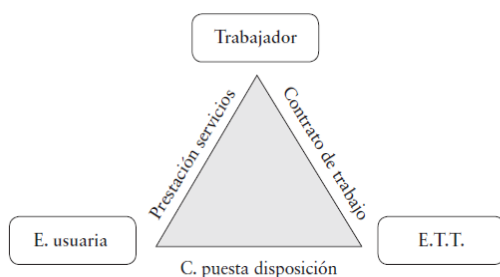 Trabajador
Prestación servicios
Contrato de trabajo
E. usuaria
E.T.T.
C. puesta disposición